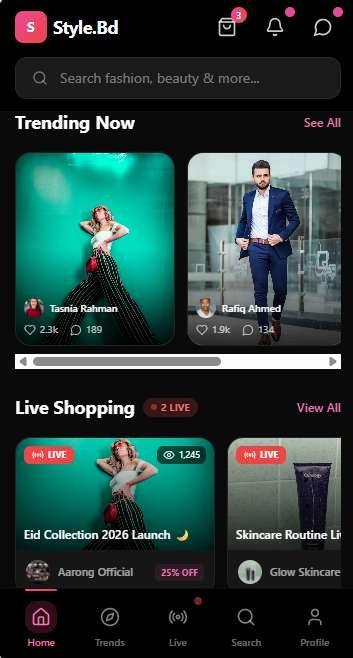 S Style.Bd 3
Search fashion, beauty & more...
Trending Now See All
Tasnia Rahman
2.3k 189
Rafiq Ahmed
1.9k 134
Live Shopping 2 LIVE View All
LIVE 1,245
Eid Collection 2026 Launch 🌙
Aarong Official 25% OFF
LIVE
Skincare Routine Li
Glow Skincare
Home Trends Live Search Profile